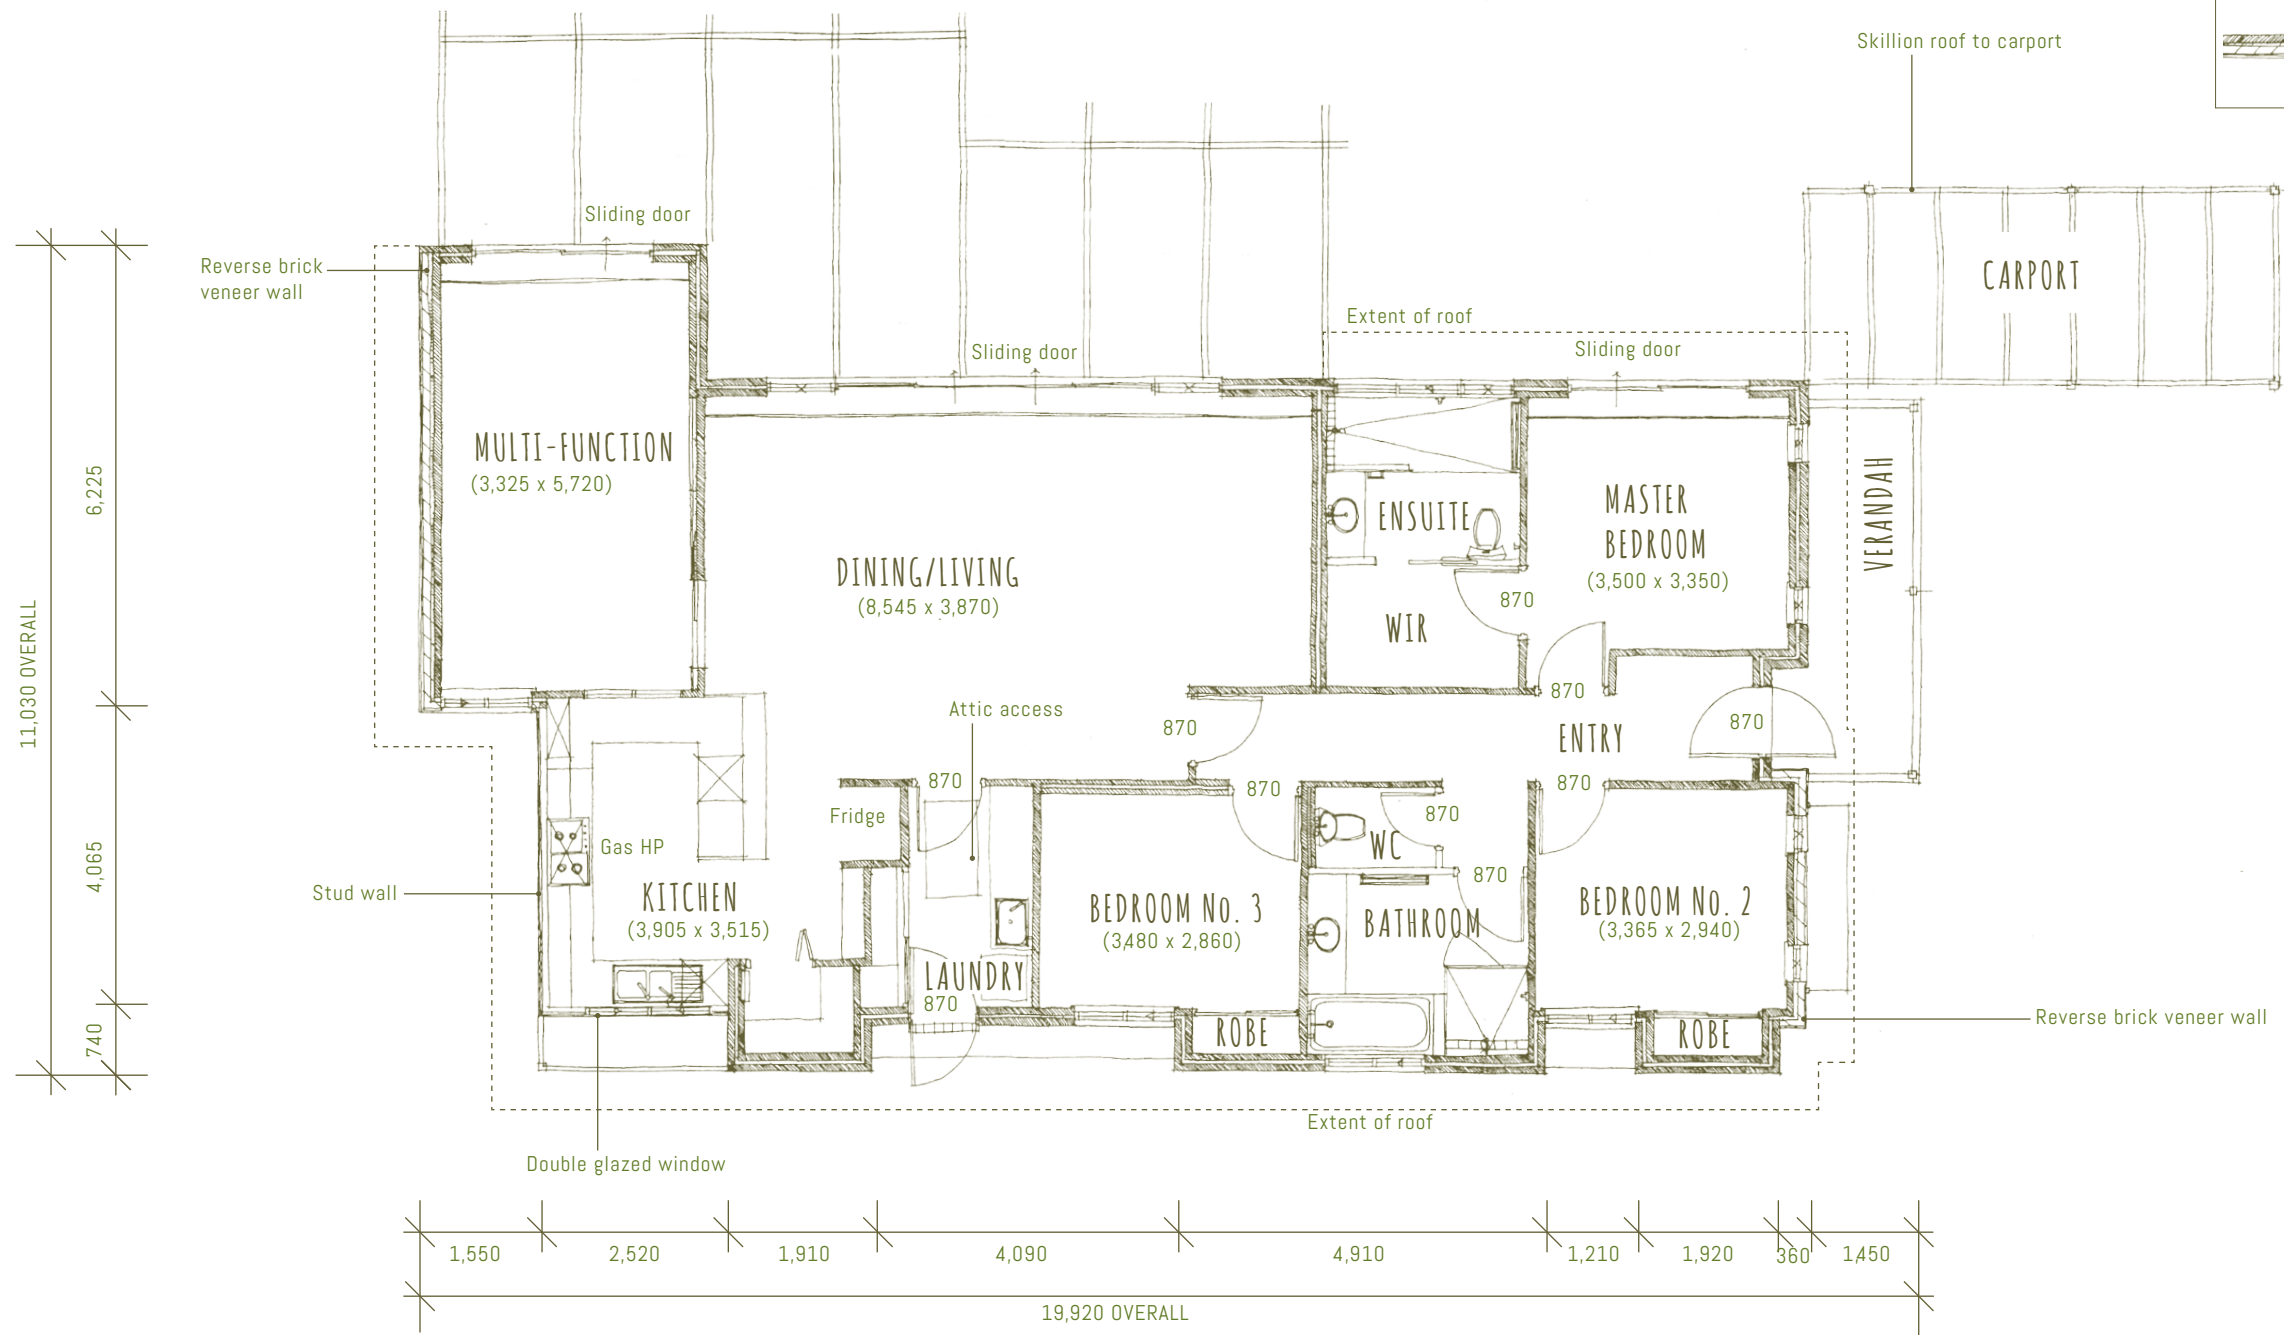 Skillion roof to carport
Sliding door
Reverse brick
veneer wall
CARPORT
Extent of roof
Sliding door
Sliding door
MULTI-FUNCTION
(3,325 x 5,720)
6,225
ENSUITE
MASTER
BEDROOM
(3,500 x 3,350)
VERANDAH
DINING/LIVING
(8,545 x 3,870)
870
WIR
11,030 OVERALL
870
Attic access
870
ENTRY
870
870
870
870
Fridge
870
Gas HP
WC
4,065
870
Stud wall
KITCHEN
(3,905 x 3,515)
BEDROOM No. 3
(3,480 x 2,860)
BATHROOM
BEDROOM No. 2
(3,365 x 2,940)
LAUNDRY
870
740
ROBE
ROBE
Reverse brick veneer wall
Extent of roof
Double glazed window
1,550
2,520
1,910
4,090
4,910
1,210
1,920
360
1,450
19,920 OVERALL